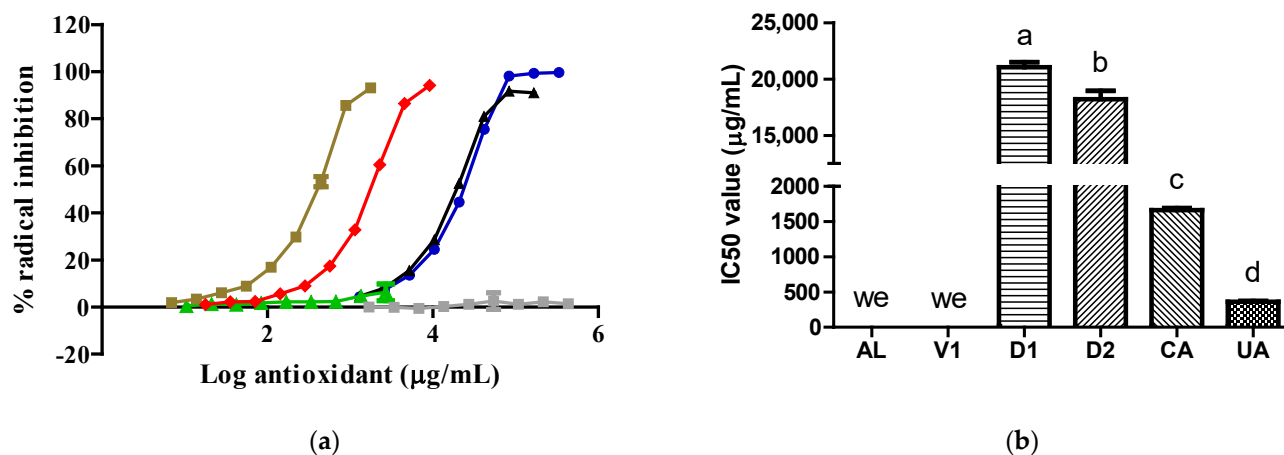 120
100
80
60
40
20
0
-20
2
4
6
% radical inhibition
Log antioxidant (μg/mL)
(a)
25,000
20,000
15,000
2000
1500
1000
500
0
IC50 value (μg/mL)
we
we
a
b
c
d
AL V1 D1 D2 CA UA
(b)